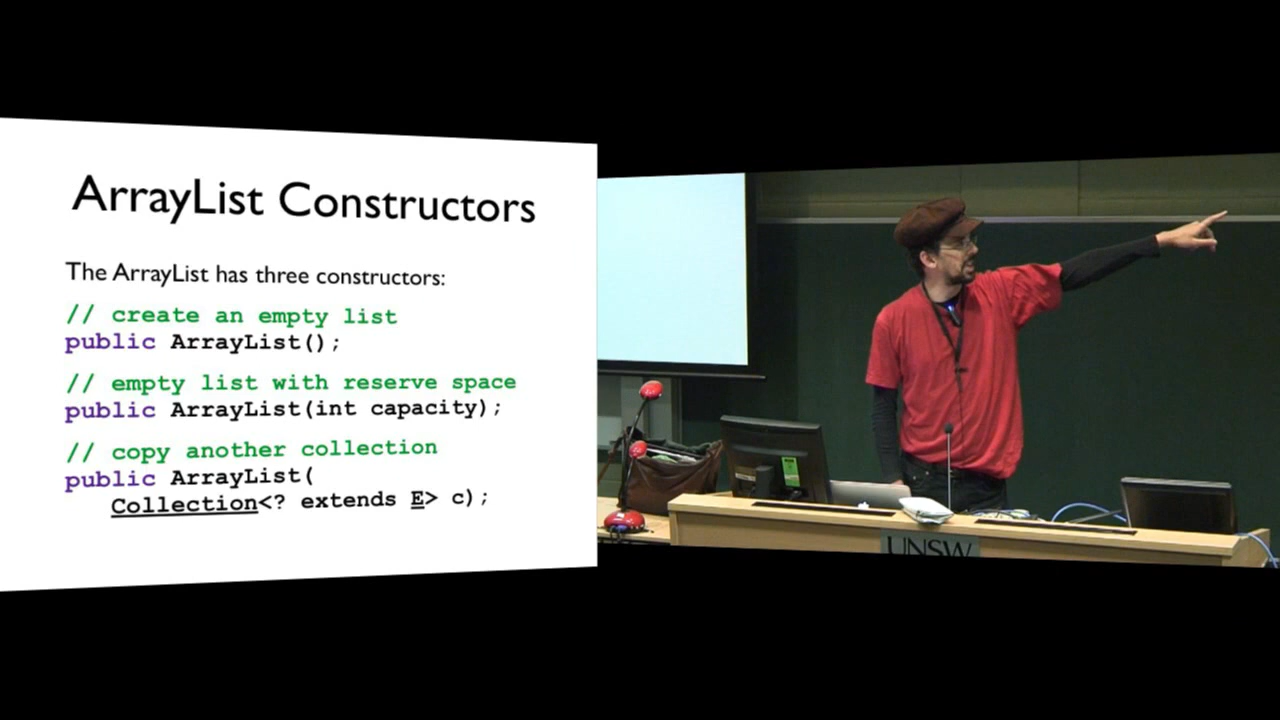 ArrayList Constructors
The ArrayList has three constructors:
// create an empty list
public ArrayList();
// empty list with reserve space
public ArrayList(int capacity);
// copy another collection
public ArrayList(
Collection<? extends E> c);
UNSW